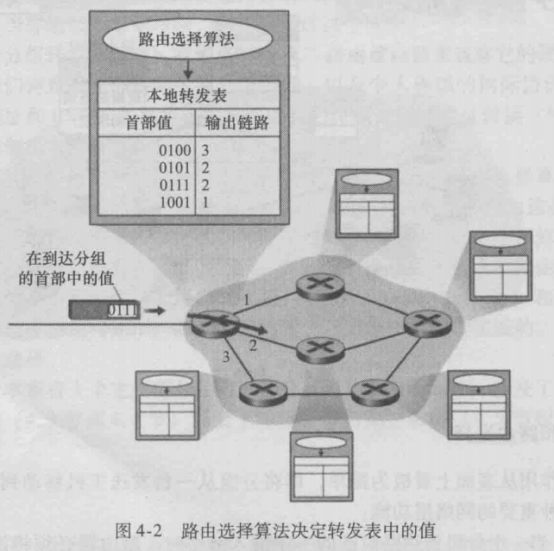 路由选择算法
本地转发表
首部值 输出链路
0100 3
0101 2
0111 2
1001 1
在到达分组
的首部中的值
0111
1
2
3
图4-2 路由选择算法决定转发表中的值